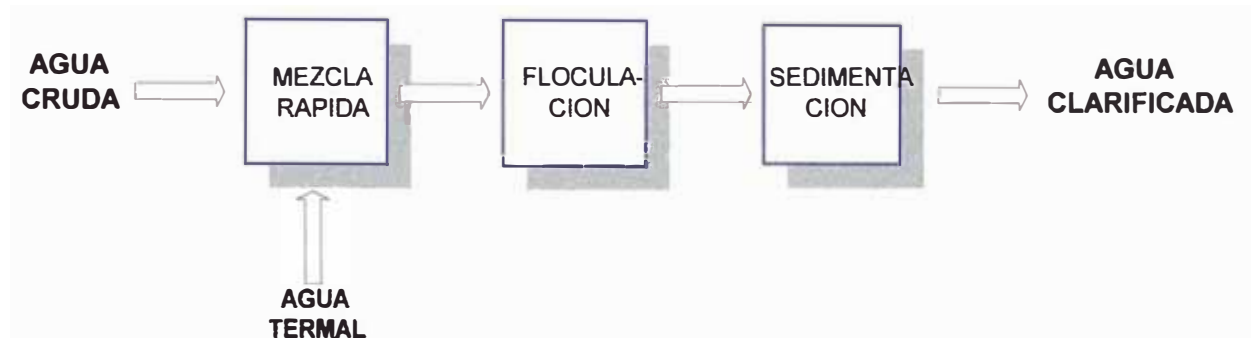 AGUA
CRUDA
MEZCLA
RAPIDA
FLOCULA-
CION
SEDIMENTA
CION
AGUA
CLARIFICADA
AGUA
TERMAL